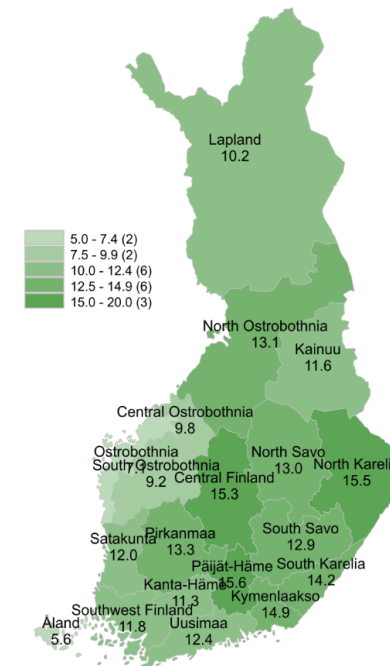 Lapland
10.2
5.0 - 7.4 (2)
7.5 - 9.9 (2)
10.0 - 12.4 (6)
12.5 - 14.9 (6)
15.0 - 20.0 (3)
North Ostrobothnia
13.1
Kainuu
11.6
Central Ostrobothnia
9.8
Ostrobothnia
7.1
South Ostrobothnia
9.2
Central Finland
15.3
North Savo
13.0
North Kareli
15.5
Satakunta
12.0
Pirkanmaa
13.3
South Savo
12.9
Päijät-Häme
15.6
South Karelia
14.2
Kanta-Häme
11.3
Kymenlaakso
14.9
Åland
5.6
Southwest Finland
11.8
Uusimaa
12.4